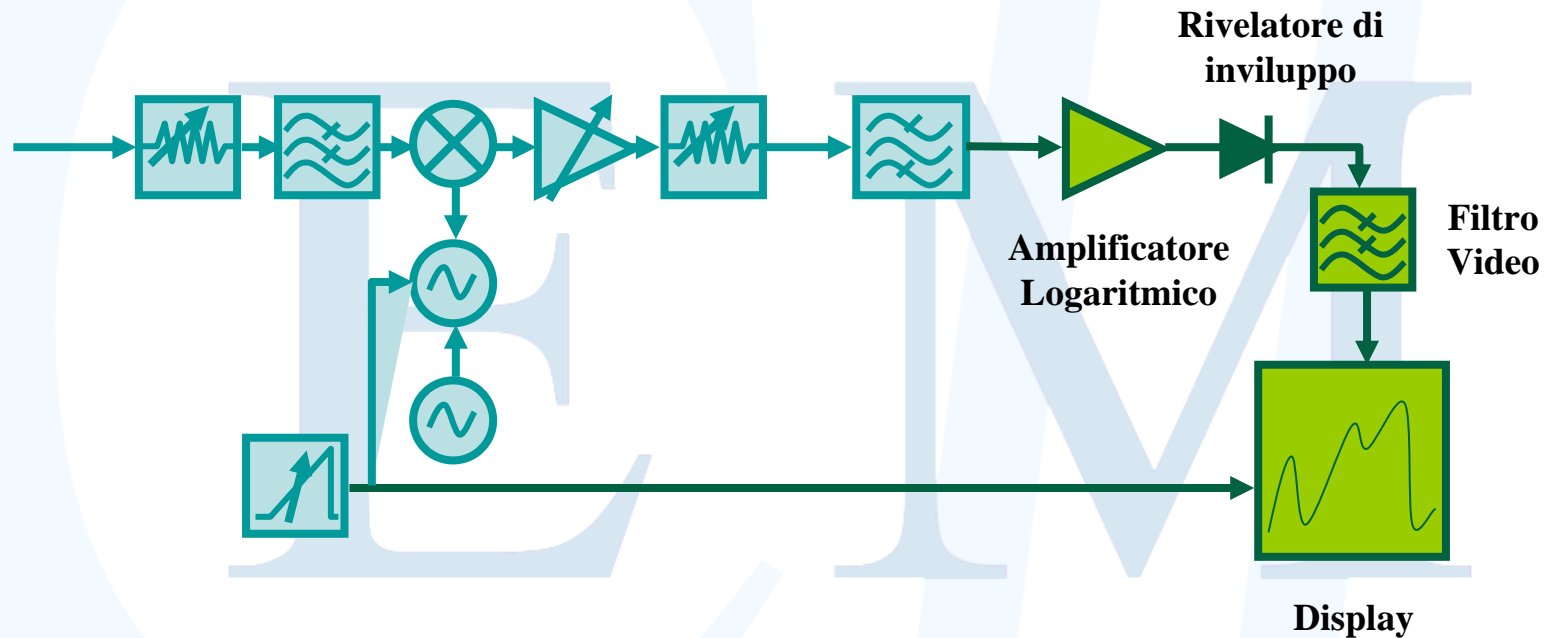 Rivelatore di
inviluppo
Amplificatore
Logaritmico
Filtro
Video
Display
E M